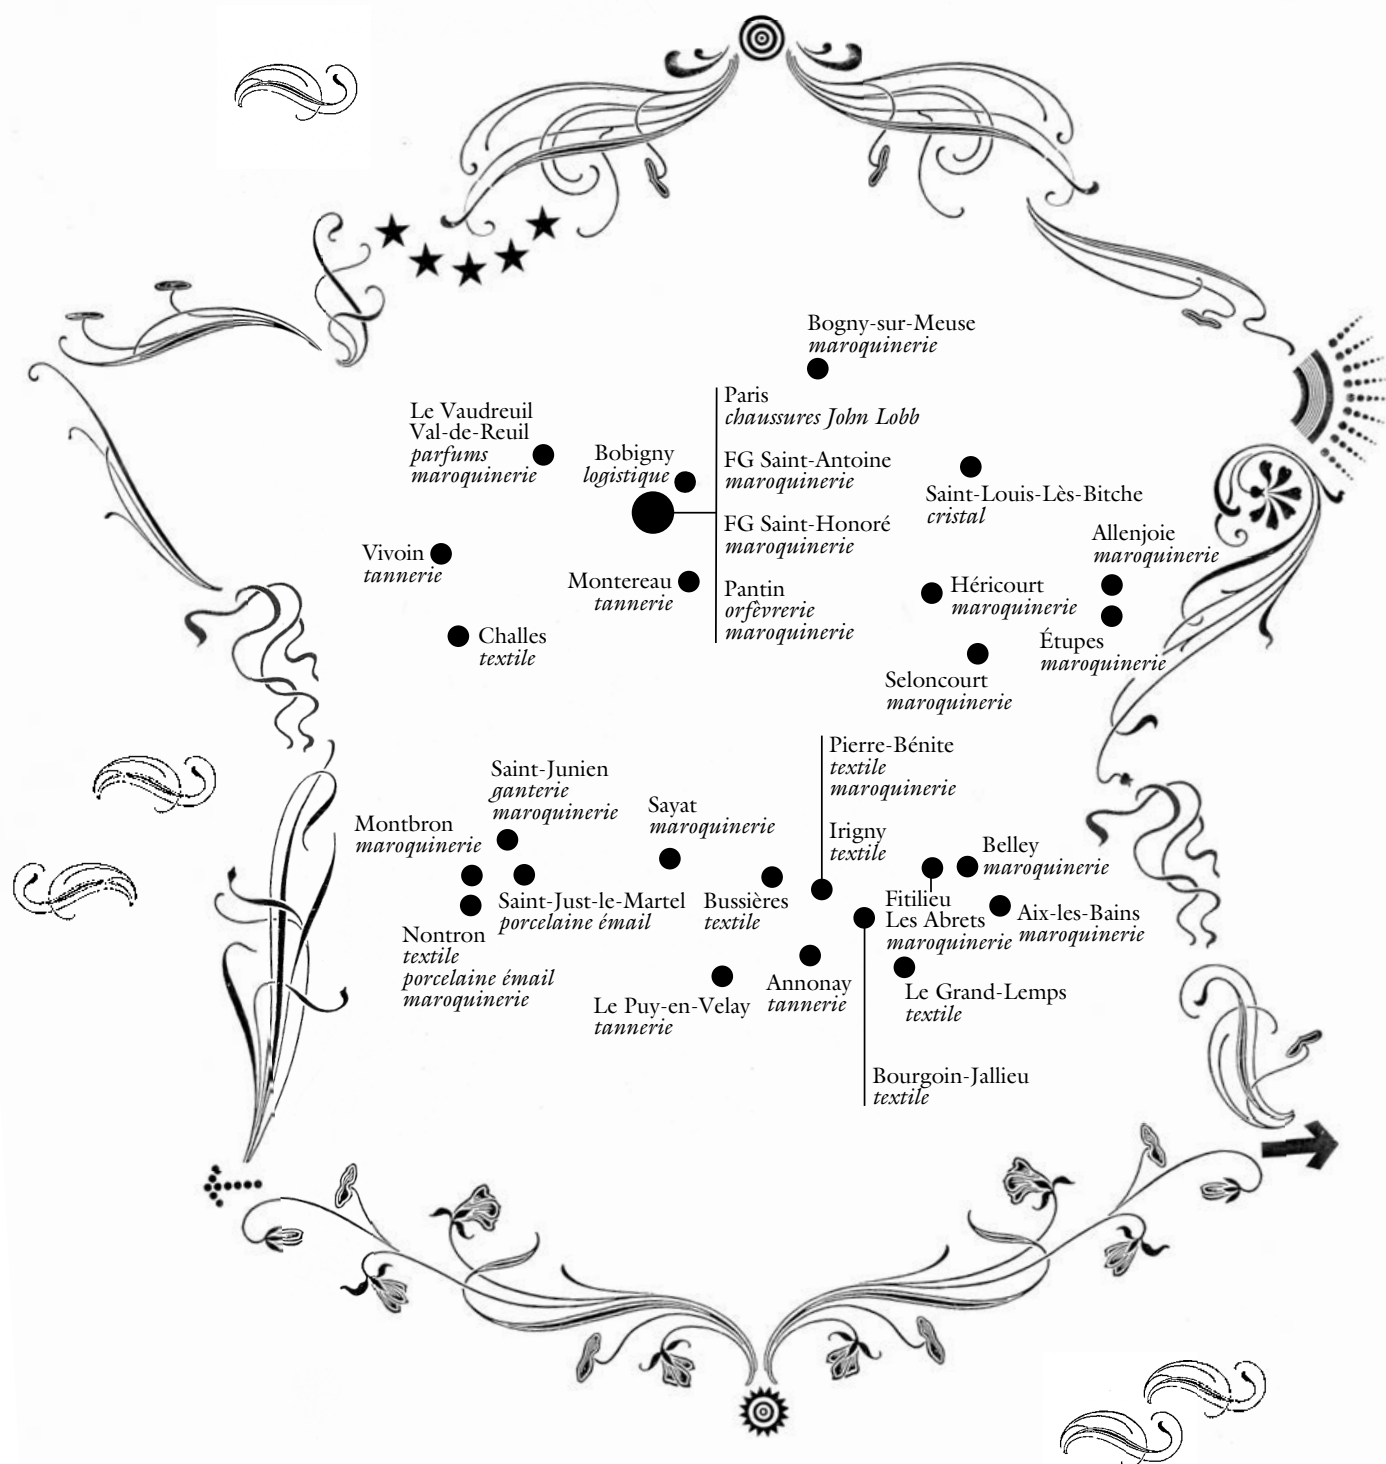 Bogny-sur-Meuse
maroquinerie
Paris
chaussures John Lobb
Le Vaudreuil
Val-de-Reuil
parfums
maroquinerie
Bobigny
logistique
FG Saint-Antoine
maroquinerie
Saint-Louis-Lès-Bitche
cristal
FG Saint-Honoré
maroquinerie
Allenjoie
maroquinerie
Vivoin
tannerie
Montereau
tannerie
Pantin
orfèvrerie
maroquinerie
Héricourt
maroquinerie
Challes
textile
Étupes
maroquinerie
Seloncourt
maroquinerie
Pierre-Bénite
textile
maroquinerie
Saint-Junien
ganterie
maroquinerie
Sayat
maroquinerie
Montbron
maroquinerie
Irigny
textile
Belley
maroquinerie
Saint-Just-le-Martel
porcelaine émail
Bussières
textile
Fitilieu
Les Abrets
maroquinerie
Aix-les-Bains
maroquinerie
Nontron
textile
porcelaine émail
maroquinerie
Le Puy-en-Velay
tannerie
Annonay
tannerie
Le Grand-Lemps
textile
Bourgoin-Jallieu
textile